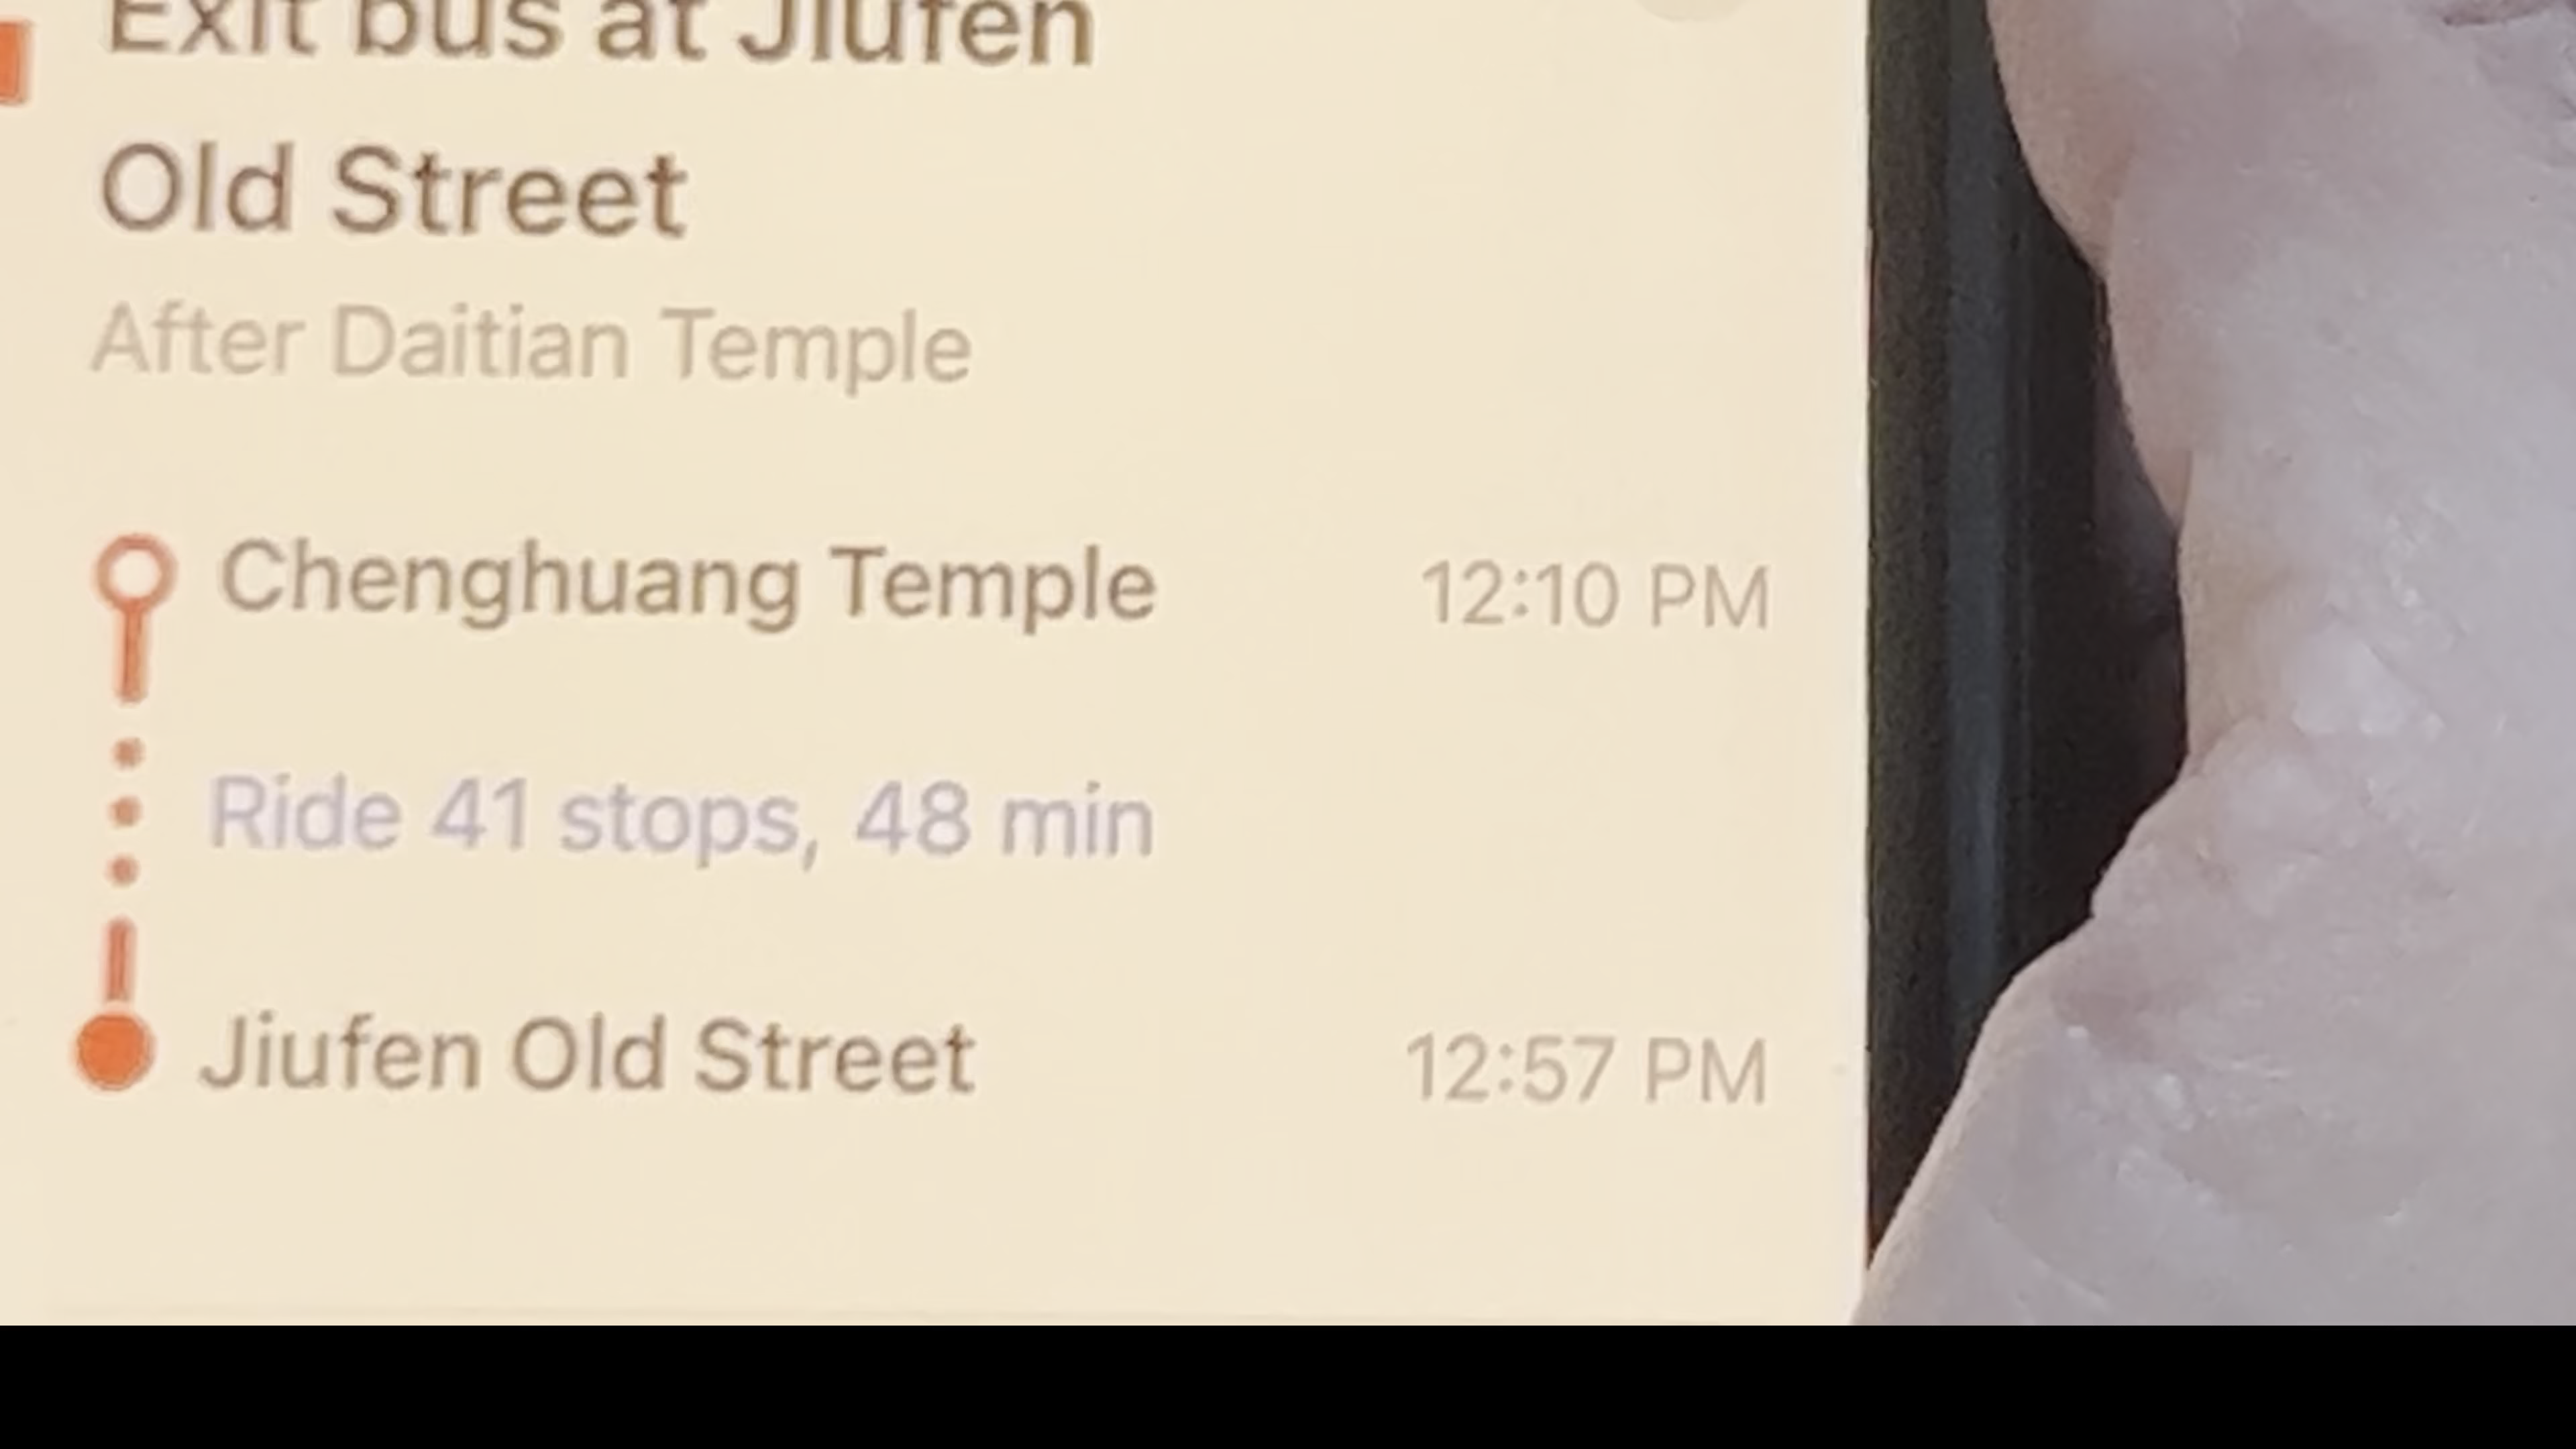 Exit bus at Jiufen
Old Street
After Daitian Temple
Chenghuang Temple
12:10 PM
Ride 41 stops, 48 min
Jiufen Old Street
12:57 PM